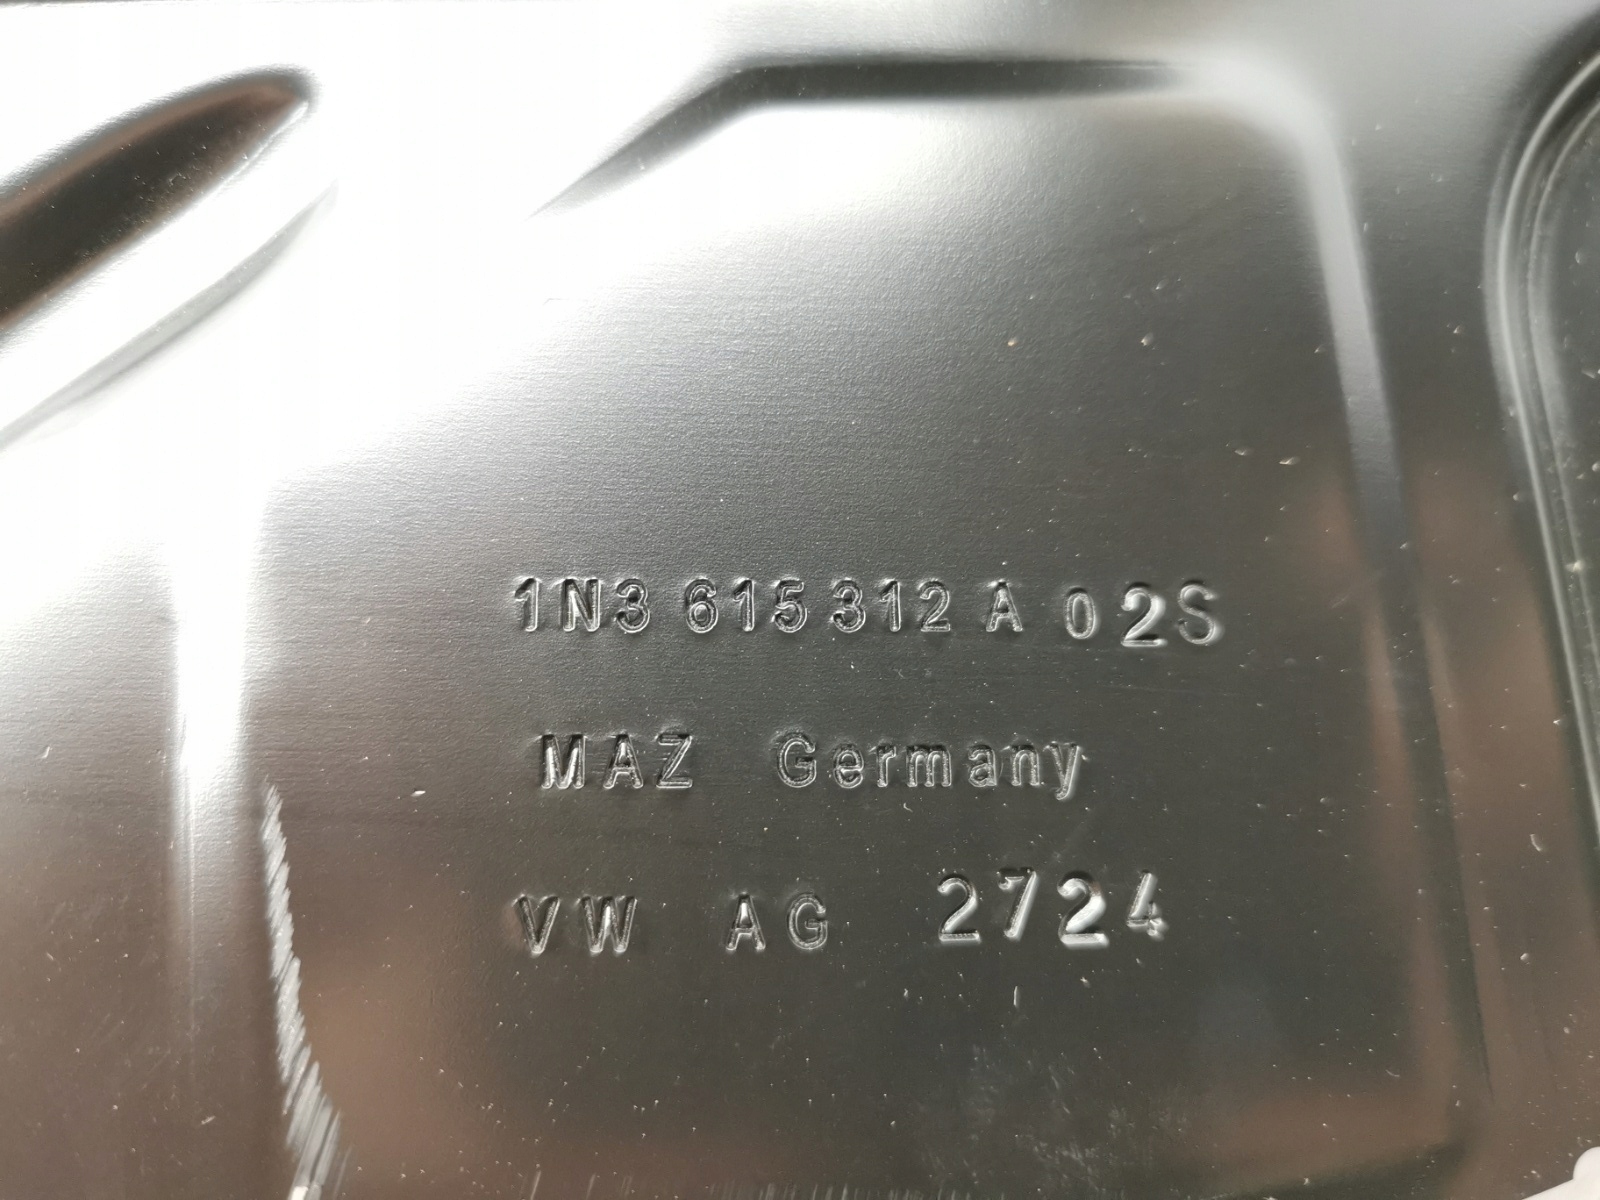 1N3 615 312 A 02S
MAZ Germany
VW AG 2724